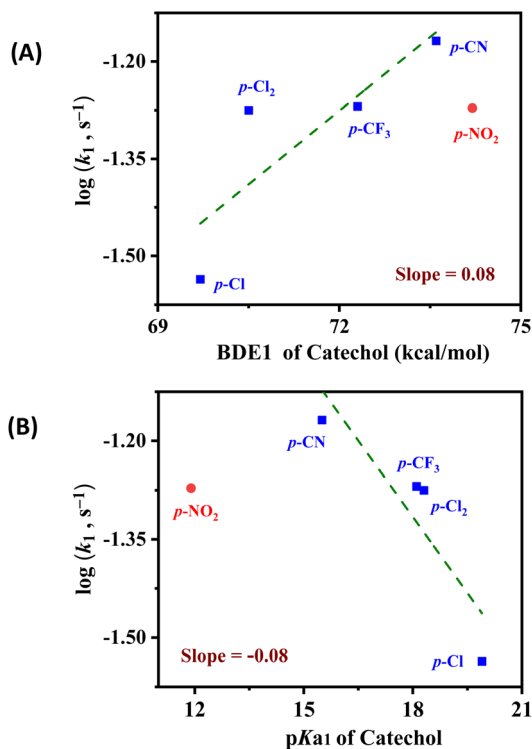 (A)
-1.20
-1.35
-1.50
log (k₁ , s⁻¹)
p-CN
p-Cl₂
p-CF₃
p-NO₂
p-Cl
Slope = 0.08
69 72 75
BDE1 of Catechol (kcal/mol)
(B)
-1.20
-1.35
-1.50
log (k₁ , s⁻¹)
p-CN
p-CF₃
p-Cl₂
p-NO₂
p-Cl
Slope = -0.08
12 15 18 21
pKa1 of Catechol